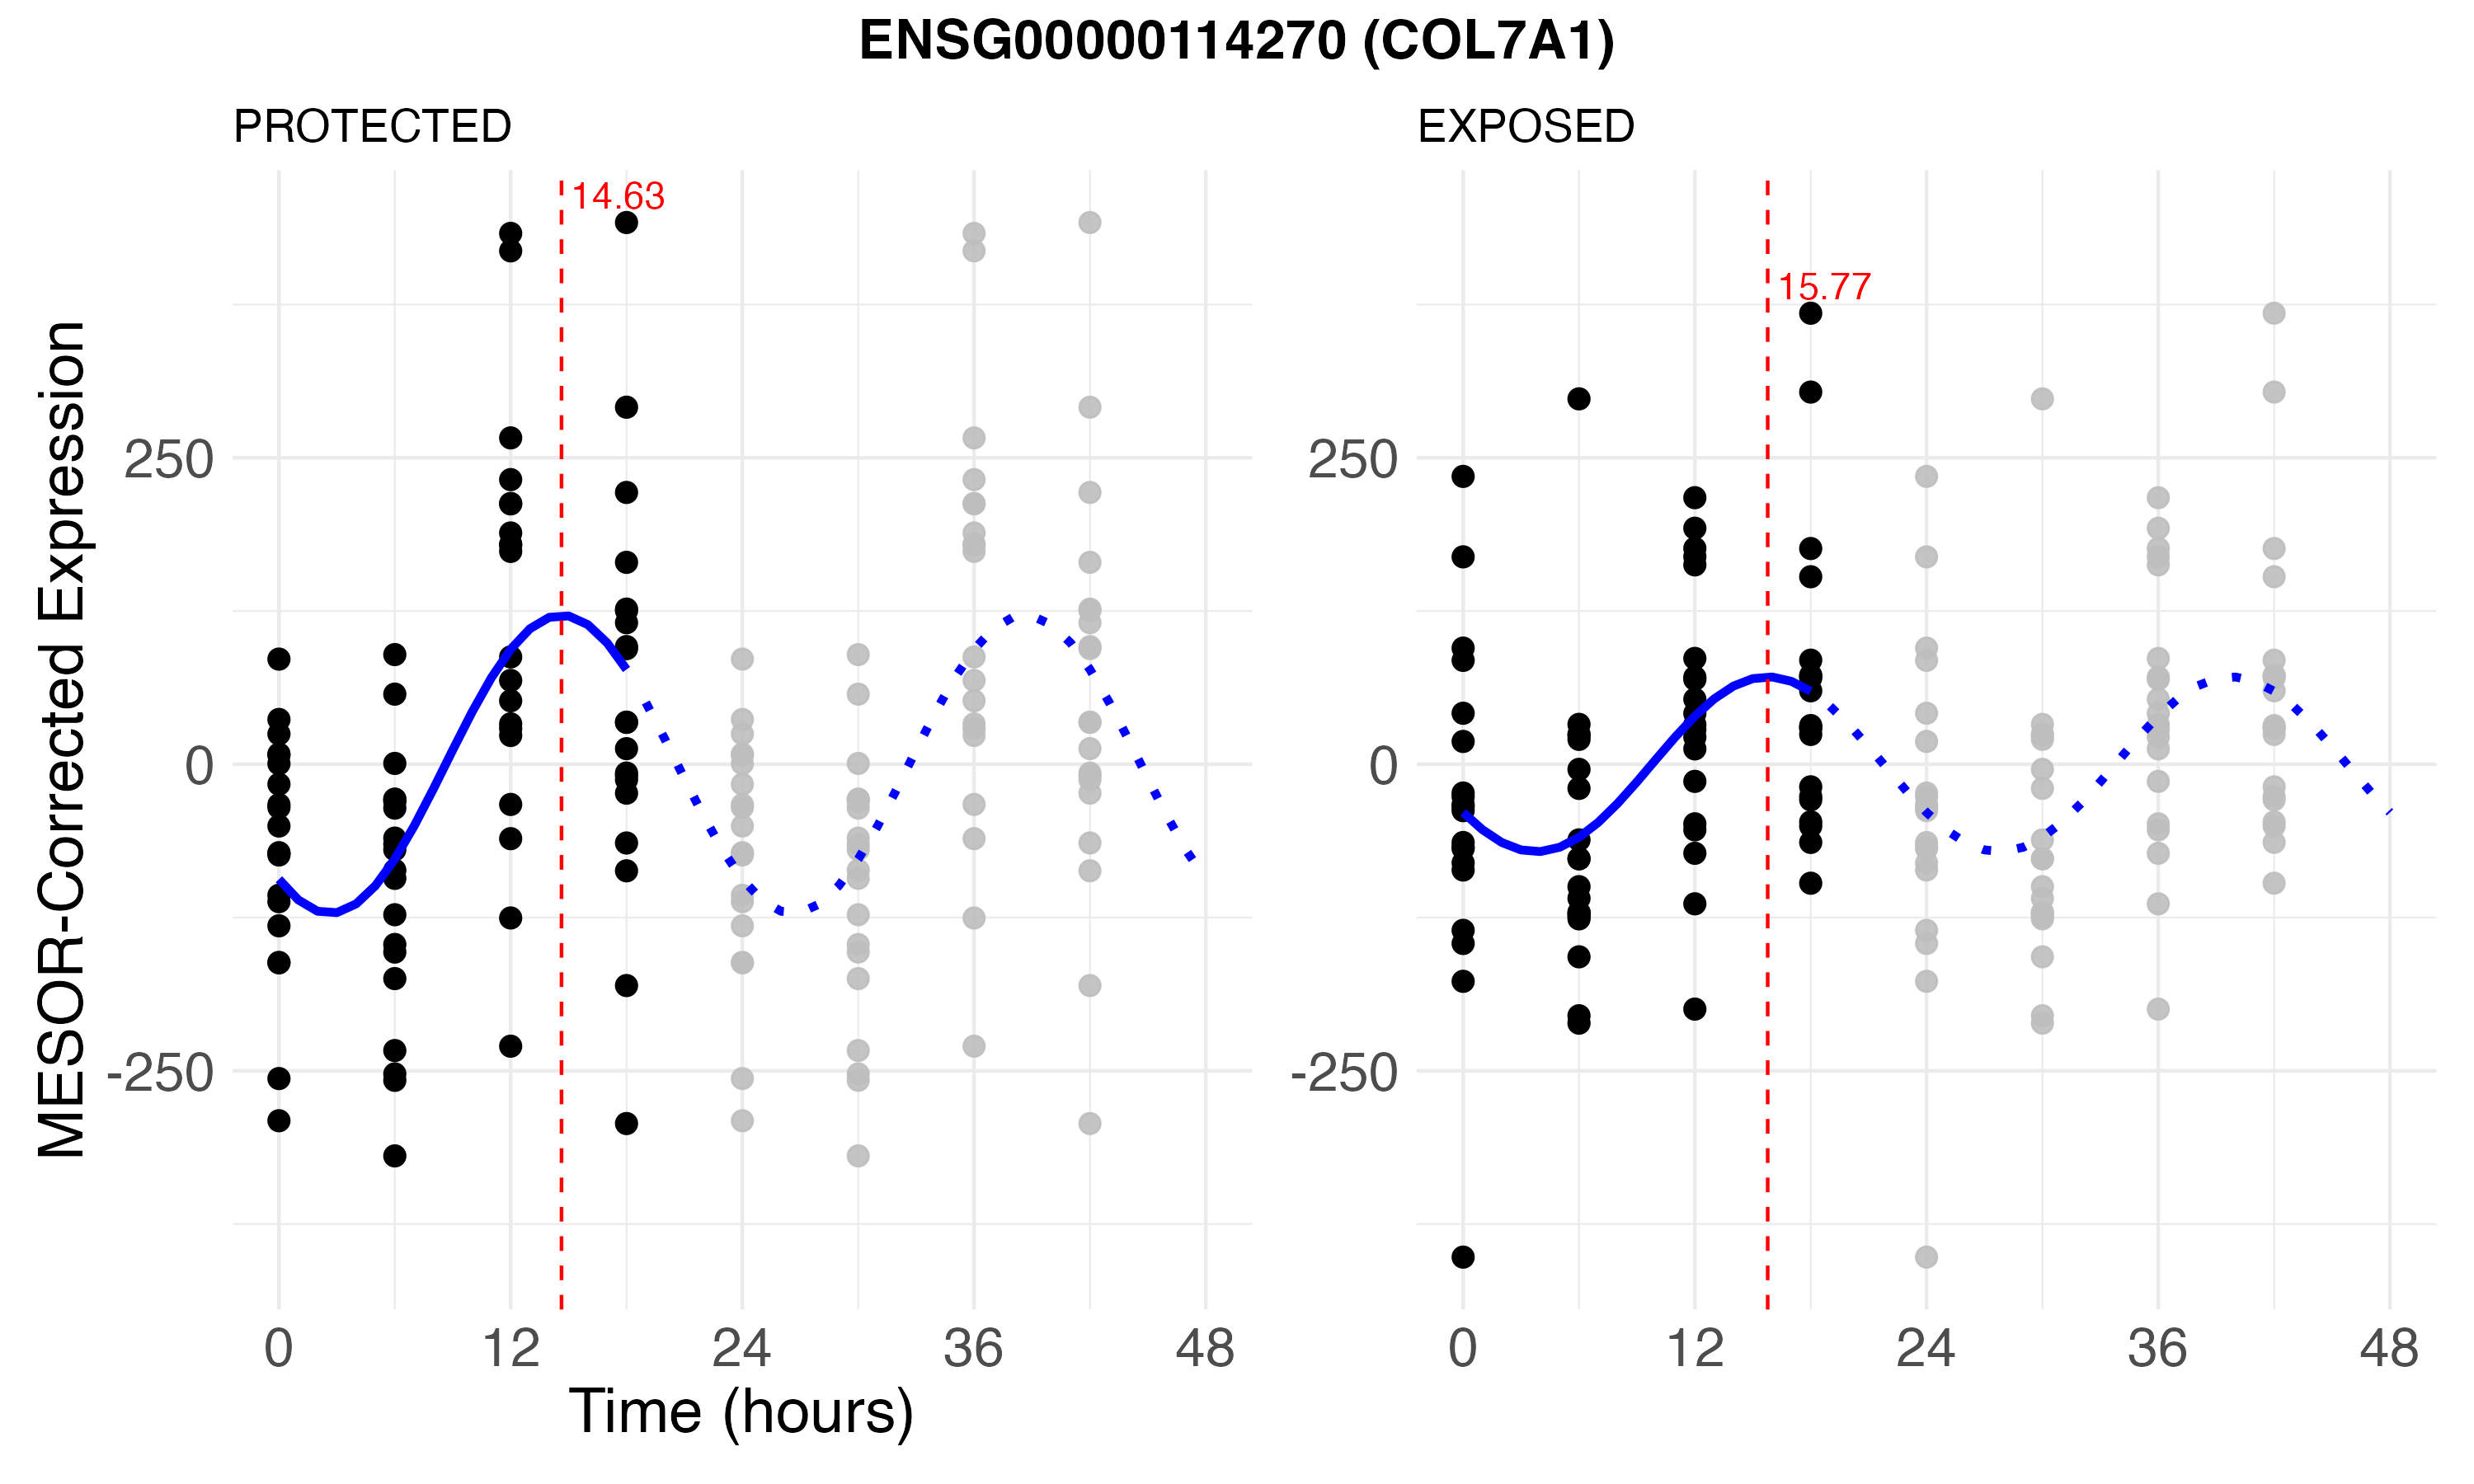 ENSG00000114270 (COL7A1)
PROTECTED
EXPOSED
14.63
15.77
MESOR-Corrected Expression
250
0
-250
250
0
-250
0 12 24 36 48
0 12 24 36 48
Time (hours)